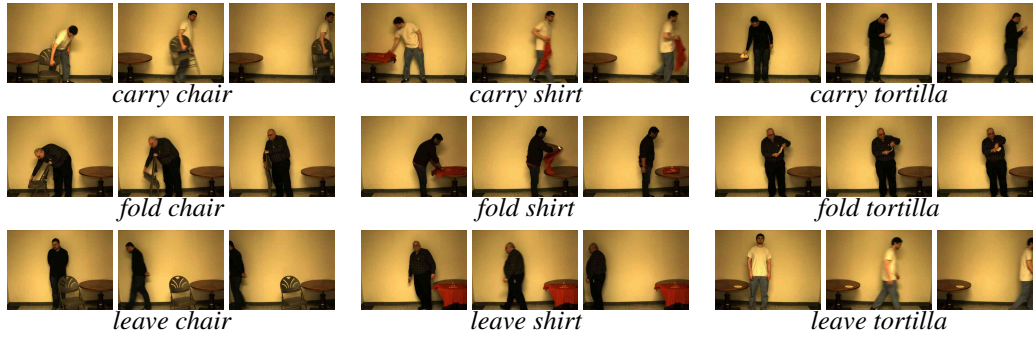 carry chair
carry shirt
carry tortilla
fold chair
fold shirt
fold tortilla
leave chair
leave shirt
leave tortilla